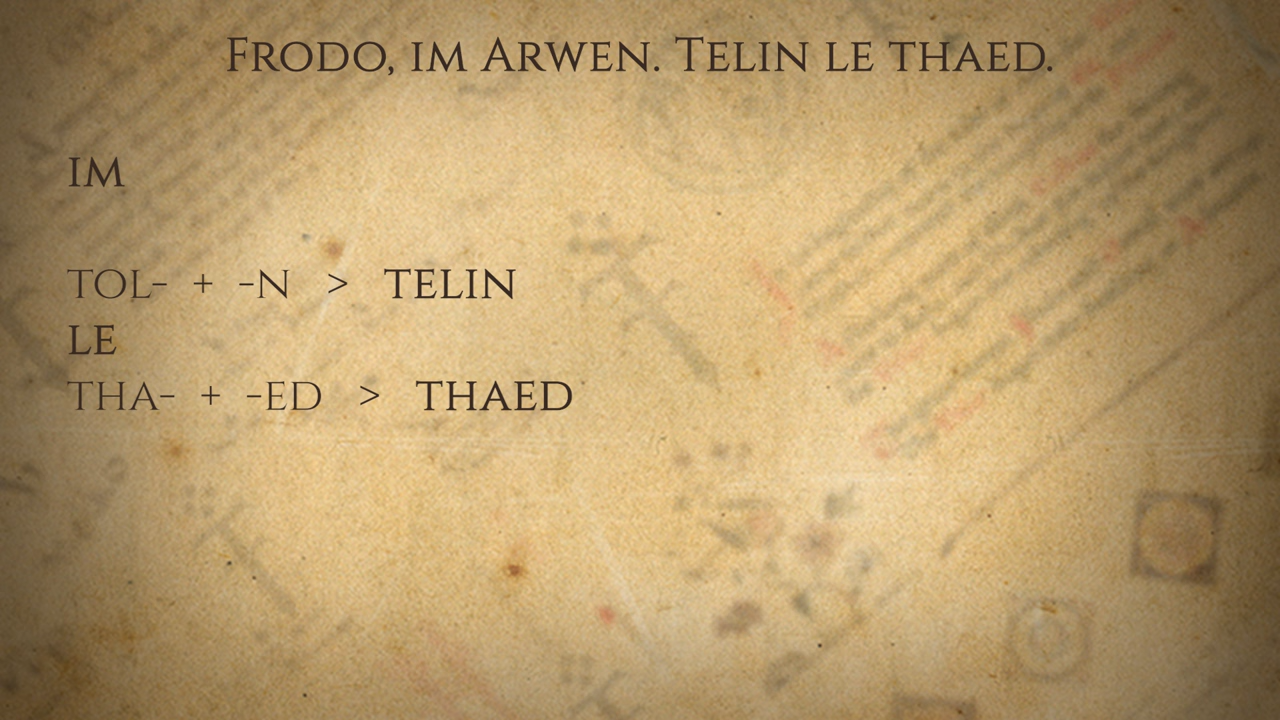 Frodo, im Arwen. Telin le thaed.
im
tol- + -n > telin
le
tha- + -ed > thaed